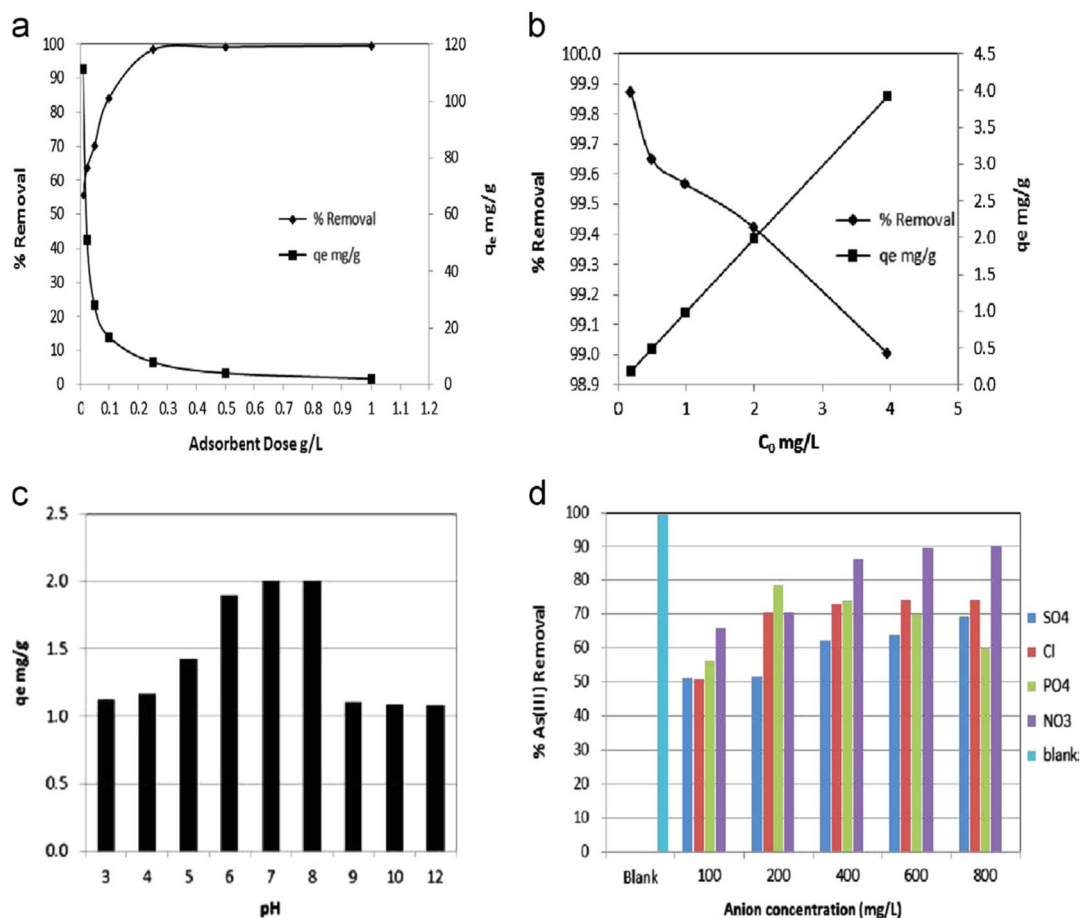 a
100
90
80
70
60
50
40
30
20
10
0
% Removal
120
100
80
60
40
20
0
qe mg/g
% Removal
qe mg/g
0 0.1 0.2 0.3 0.4 0.5 0.6 0.7 0.8 0.9 1 1.1 1.2
Adsorbent Dose g/L
b
100.0
99.9
99.8
99.7
99.6
99.5
99.4
99.3
99.2
99.1
99.0
98.9
% Removal
4.5
4.0
3.5
3.0
2.5
2.0
1.5
1.0
0.5
0.0
qe mg/g
% Removal
qe mg/g
0 1 2 3 4 5
C0 mg/L
c
2.5
2.0
1.5
1.0
0.5
0.0
qe mg/g
3 4 5 6 7 8 9 10 12
pH
d
100
90
80
70
60
50
40
30
20
10
0
% As(III) Removal
SO4
Cl
PO4
NO3
blank
Blank 100 200 400 600 800
Anion concentration (mg/L)